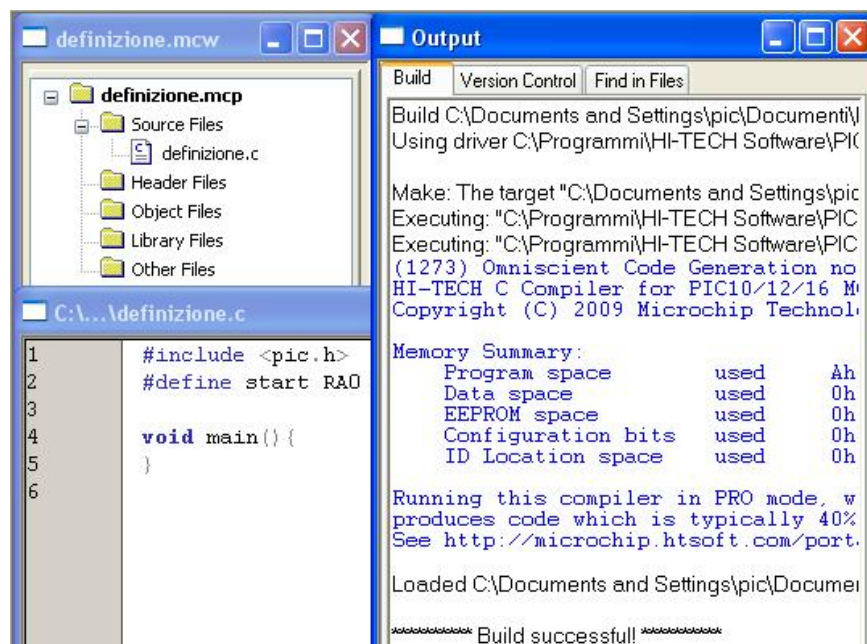 definizione.mcw
definizione.mcp
Source Files
definizione.c
Header Files
Object Files
Library Files
Other Files
C:\...\definizione.c
1 #include <pic.h>
2 #define start RA0
3
4 void main(){
5 }
6
Output
Build Version Control Find in Files
Build C:\Documents and Settings\pic\Documenti\
Using driver C:\Programmi\HI-TECH Software\PIC
Make: The target "C:\Documents and Settings\pic
Executing: "C:\Programmi\HI-TECH Software\PIC
Executing: "C:\Programmi\HI-TECH Software\PIC
(1273) Omniscient Code Generation no
HI-TECH C Compiler for PIC10/12/16 M
Copyright (C) 2009 Microchip Technol
Memory Summary:
Program space used Ah
Data space used 0h
EEPROM space used 0h
Configuration bits used 0h
ID Location space used 0h
Running this compiler in PRO mode, w
produces code which is typically 40%
See http://microchip.htsoft.com/port
Loaded C:\Documents and Settings\pic\Docume
********** Build successful! **********